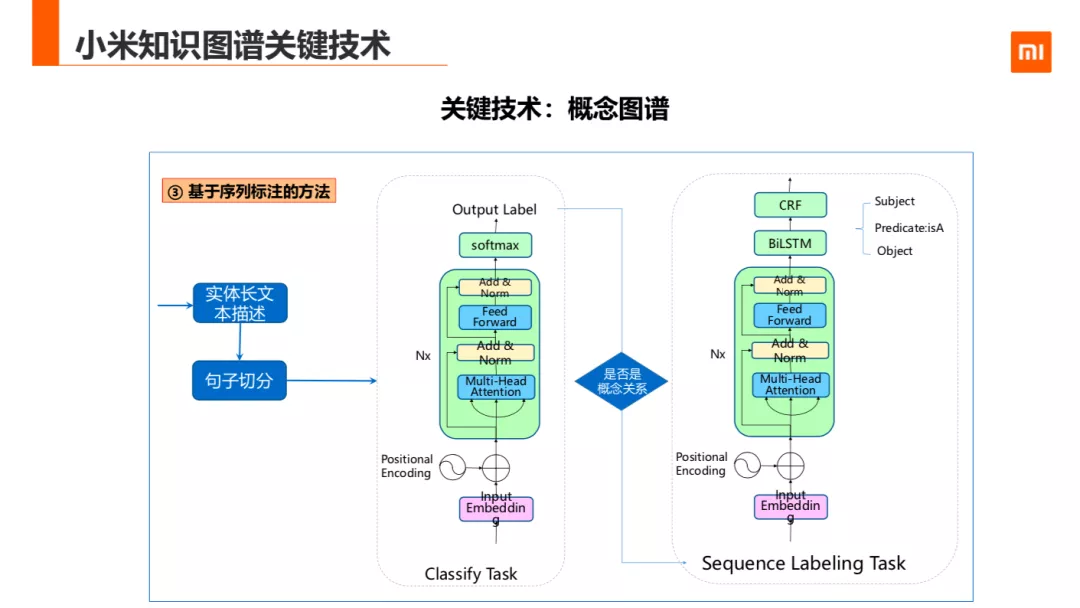 小米知识图谱关键技术
mi
关键技术：概念图谱
③ 基于序列标注的方法
实体长文
本描述
句子切分
Output Label
softmax
Add &
Norm
Feed
Forward
Add &
Norm
Multi-Head
Attention
Nx
Positional
Encoding
Input
Embeddin
g
Classify Task
是否是
概念关系
CRF
BiLSTM
Add &
Norm
Feed
Forward
Add &
Norm
Multi-Head
Attention
Nx
Positional
Encoding
Input
Embeddin
g
Sequence Labeling Task
Subject
Predicate:isA
Object